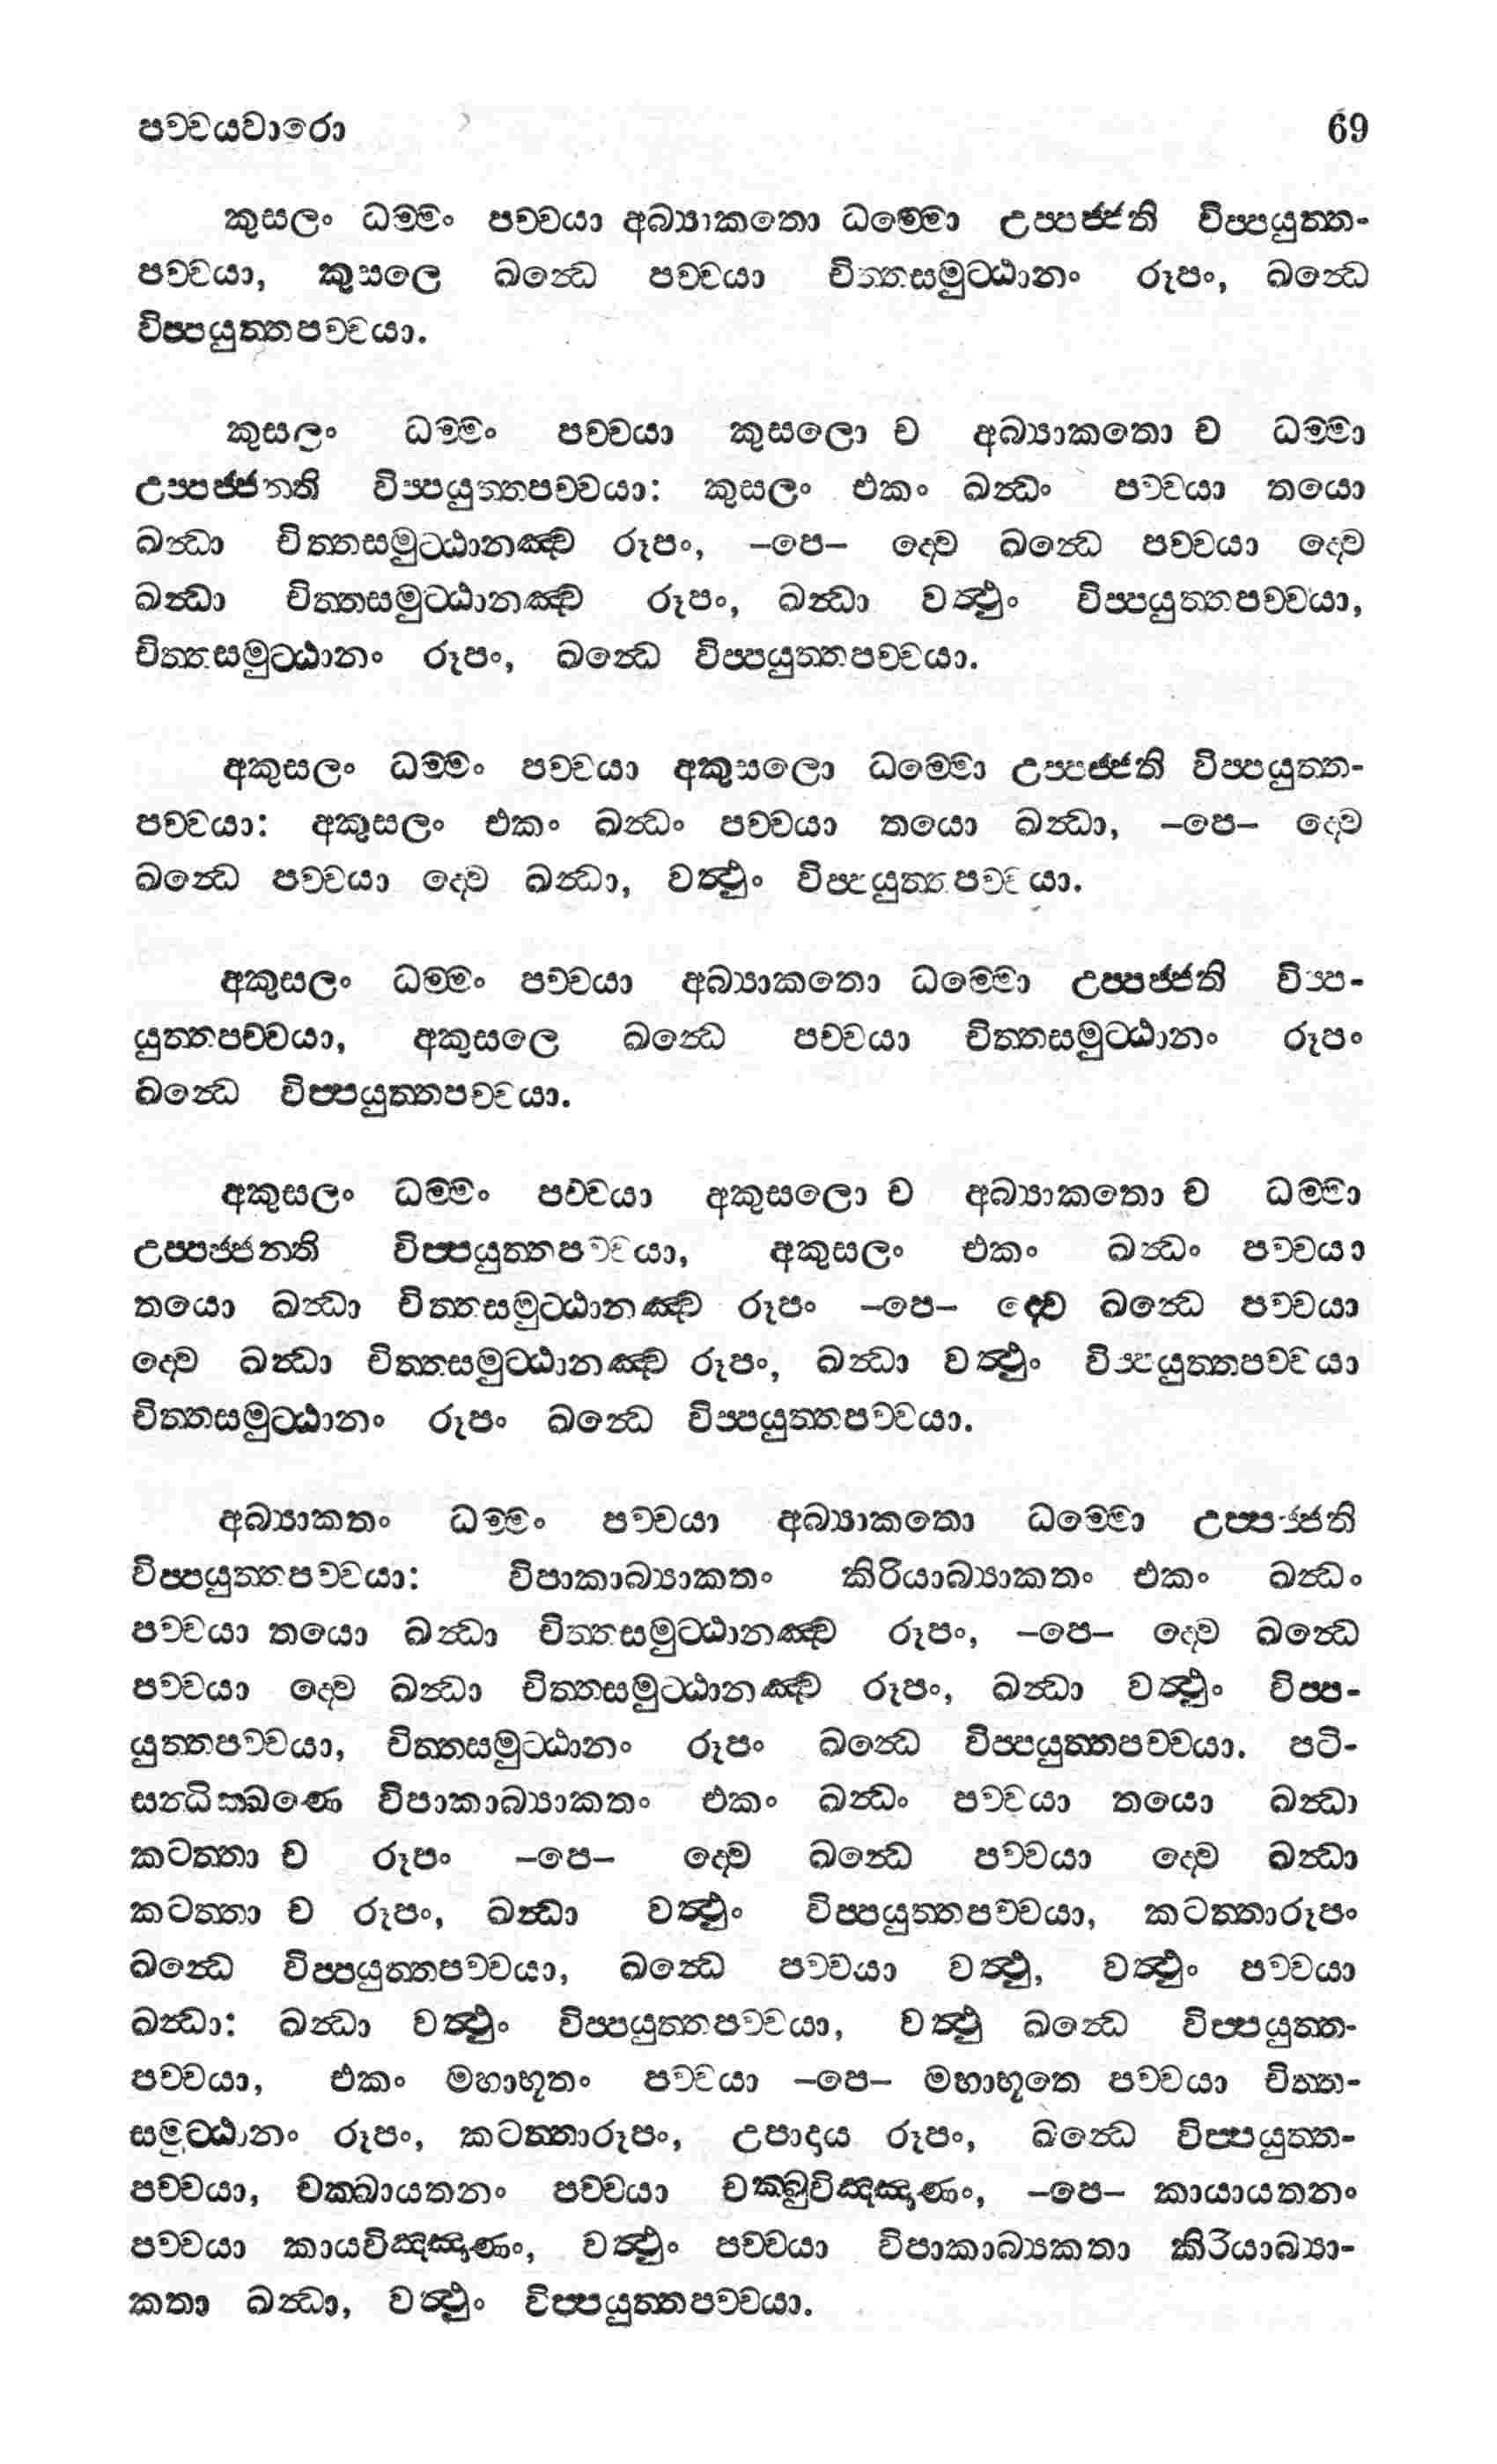 පච්චයවාරො 69
කුසලං ධම්මං පච්චයා අබ්‍යාකතො ධම්මො උප්පජ්ජති විප්පයුත්ත-
පච්චයා, කුසලෙ ඛන්ධෙ පච්චයා චිත්තසමුට්ඨානං රූපං, ඛන්ධෙ
විප්පයුත්තපච්චයා.
කුසලං ධම්මං පච්චයා කුසලො ච අබ්‍යාකතො ච ධම්මා
උප්පජ්ජන්ති විප්පයුත්තපච්චයා: කුසලං එකං ඛන්ධං පච්චයා තයො
ඛන්ධා චිත්තසමුට්ඨානඤ්ච රූපං, –පෙ– ද්වෙ ඛන්ධෙ පච්චයා ද්වෙ
ඛන්ධා චිත්තසමුට්ඨානඤ්ච රූපං, ඛන්ධා වත්ථුං විප්පයුත්තපච්චයා,
චිත්තසමුට්ඨානං රූපං, ඛන්ධෙ විප්පයුත්තපච්චයා.
අකුසලං ධම්මං පච්චයා අකුසලො ධම්මො උප්පජ්ජති විප්පයුත්ත-
පච්චයා: අකුසලං එකං ඛන්ධං පච්චයා තයො ඛන්ධා, –පෙ– ද්වෙ
ඛන්ධෙ පච්චයා ද්වෙ ඛන්ධා, වත්ථුං විප්පයුත්තපච්චයා.
අකුසලං ධම්මං පච්චයා අබ්‍යාකතො ධම්මො උප්පජ්ජති විප්ප-
යුත්තපච්චයා, අකුසලෙ ඛන්ධෙ පච්චයා චිත්තසමුට්ඨානං රූපං
ඛන්ධෙ විප්පයුත්තපච්චයා.
අකුසලං ධම්මං පච්චයා අකුසලො ච අබ්‍යාකතො ච ධම්මා
උප්පජ්ජන්ති විප්පයුත්තපච්චයා, අකුසලං එකං ඛන්ධං පච්චයා
තයො ඛන්ධා චිත්තසමුට්ඨානඤ්ච රූපං –පෙ– ද්වෙ ඛන්ධෙ පච්චයා
ද්වෙ ඛන්ධා චිත්තසමුට්ඨානඤ්ච රූපං, ඛන්ධා වත්ථුං විප්පයුත්තපච්චයා
චිත්තසමුට්ඨානං රූපං ඛන්ධෙ විප්පයුත්තපච්චයා.
අබ්‍යාකතං ධම්මං පච්චයා අබ්‍යාකතො ධම්මො උප්පජ්ජති
විප්පයුත්තපච්චයා: විපාකාබ්‍යාකතං කිරියාබ්‍යාකතං එකං ඛන්ධං
පච්චයා තයො ඛන්ධා චිත්තසමුට්ඨානඤ්ච රූපං, –පෙ– ද්වෙ ඛන්ධෙ
පච්චයා ද්වෙ ඛන්ධා චිත්තසමුට්ඨානඤ්ච රූපං, ඛන්ධා වත්ථුං විප්ප-
යුත්තපච්චයා, චිත්තසමුට්ඨානං රූපං ඛන්ධෙ විප්පයුත්තපච්චයා. පටි-
සන්ධික්ඛණෙ විපාකාබ්‍යාකතං එකං ඛන්ධං පච්චයා තයො ඛන්ධා
කටත්තා ච රූපං –පෙ– ද්වෙ ඛන්ධෙ පච්චයා ද්වෙ ඛන්ධා
කටත්තා ච රූපං, ඛන්ධා වත්ථුං විප්පයුත්තපච්චයා, කටත්තාරූපං
ඛන්ධෙ විප්පයුත්තපච්චයා, ඛන්ධෙ පච්චයා වත්ථු, වත්ථුං පච්චයා
ඛන්ධා: ඛන්ධා වත්ථුං විප්පයුත්තපච්චයා, වත්ථු ඛන්ධෙ විප්පයුත්ත-
පච්චයා, එකං මහාභූතං පච්චයා –පෙ– මහාභූතෙ පච්චයා චිත්ත-
සමුට්ඨානං රූපං, කටත්තාරූපං, උපාදාය රූපං, ඛන්ධෙ විප්පයුත්ත-
පච්චයා, චක්ඛායතනං පච්චයා චක්ඛුවිඤ්ඤාණං, –පෙ– කායායතනං
පච්චයා කායවිඤ්ඤාණං, වත්ථුං පච්චයා විපාකාබ්‍යකතා කිරියාබ්‍යා-
කතා ඛන්ධා, වත්ථුං විප්පයුත්තපච්චයා.